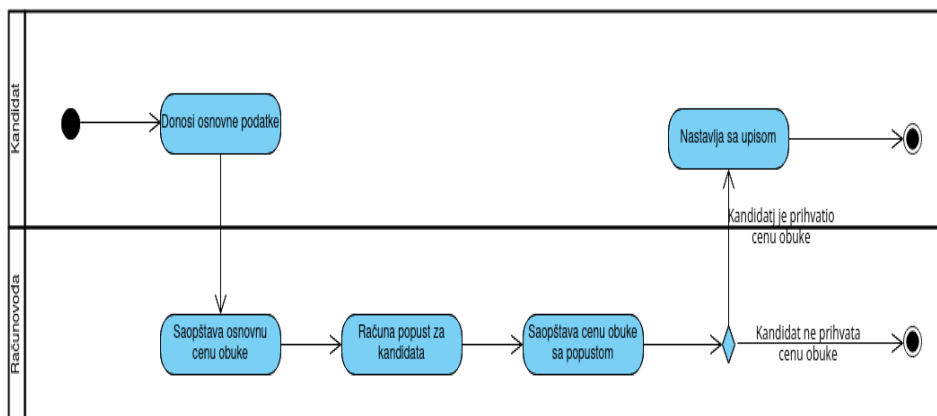 Kandidat
Donosi osnovne podatke
Nastavlja sa upisom
Kandidatj je prihvatio
cenu obuke
Računovođa
Saopštava osnovnu
cenu obuke
Računa popust za
kandidata
Saopštava cenu obuke
sa popustom
Kandidat ne prihvata
cenu obuke